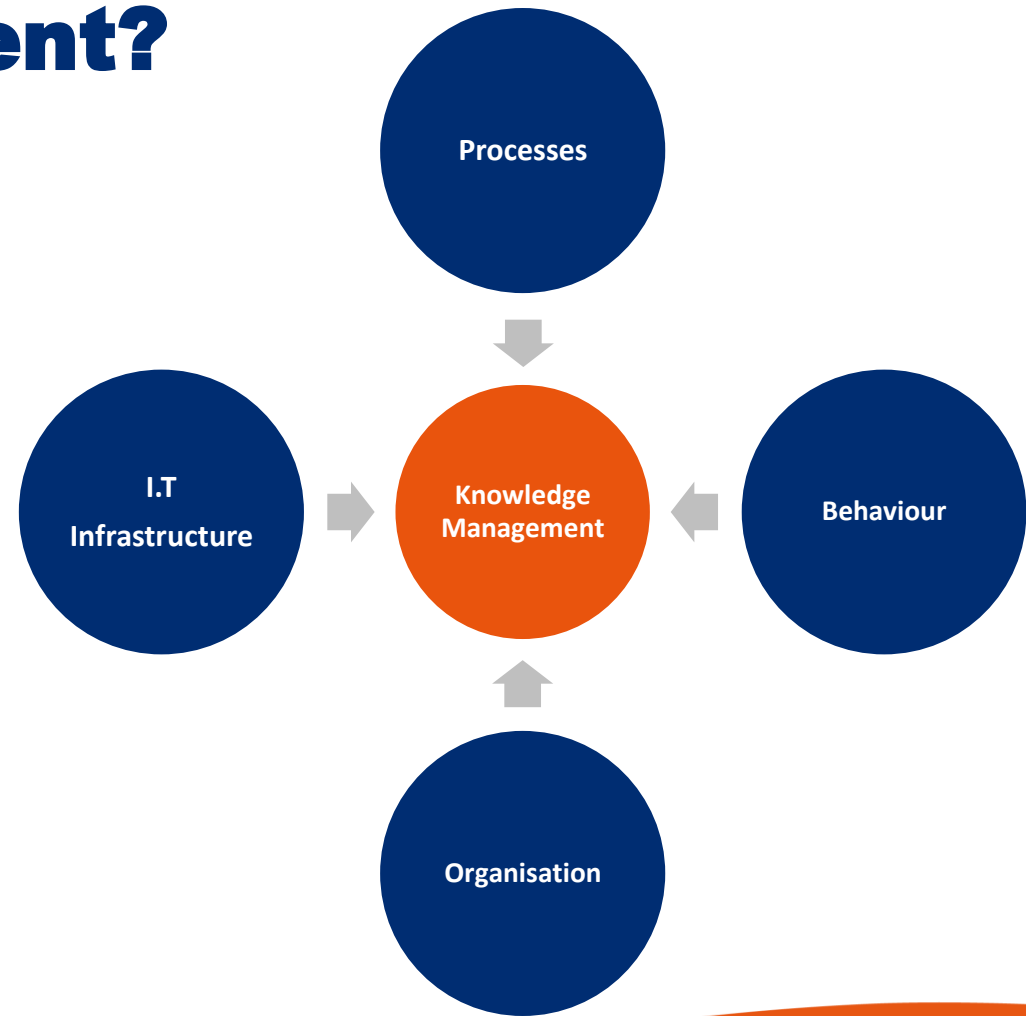 ent?
Processes
I.T
Infrastructure
Knowledge
Management
Behaviour
Organisation